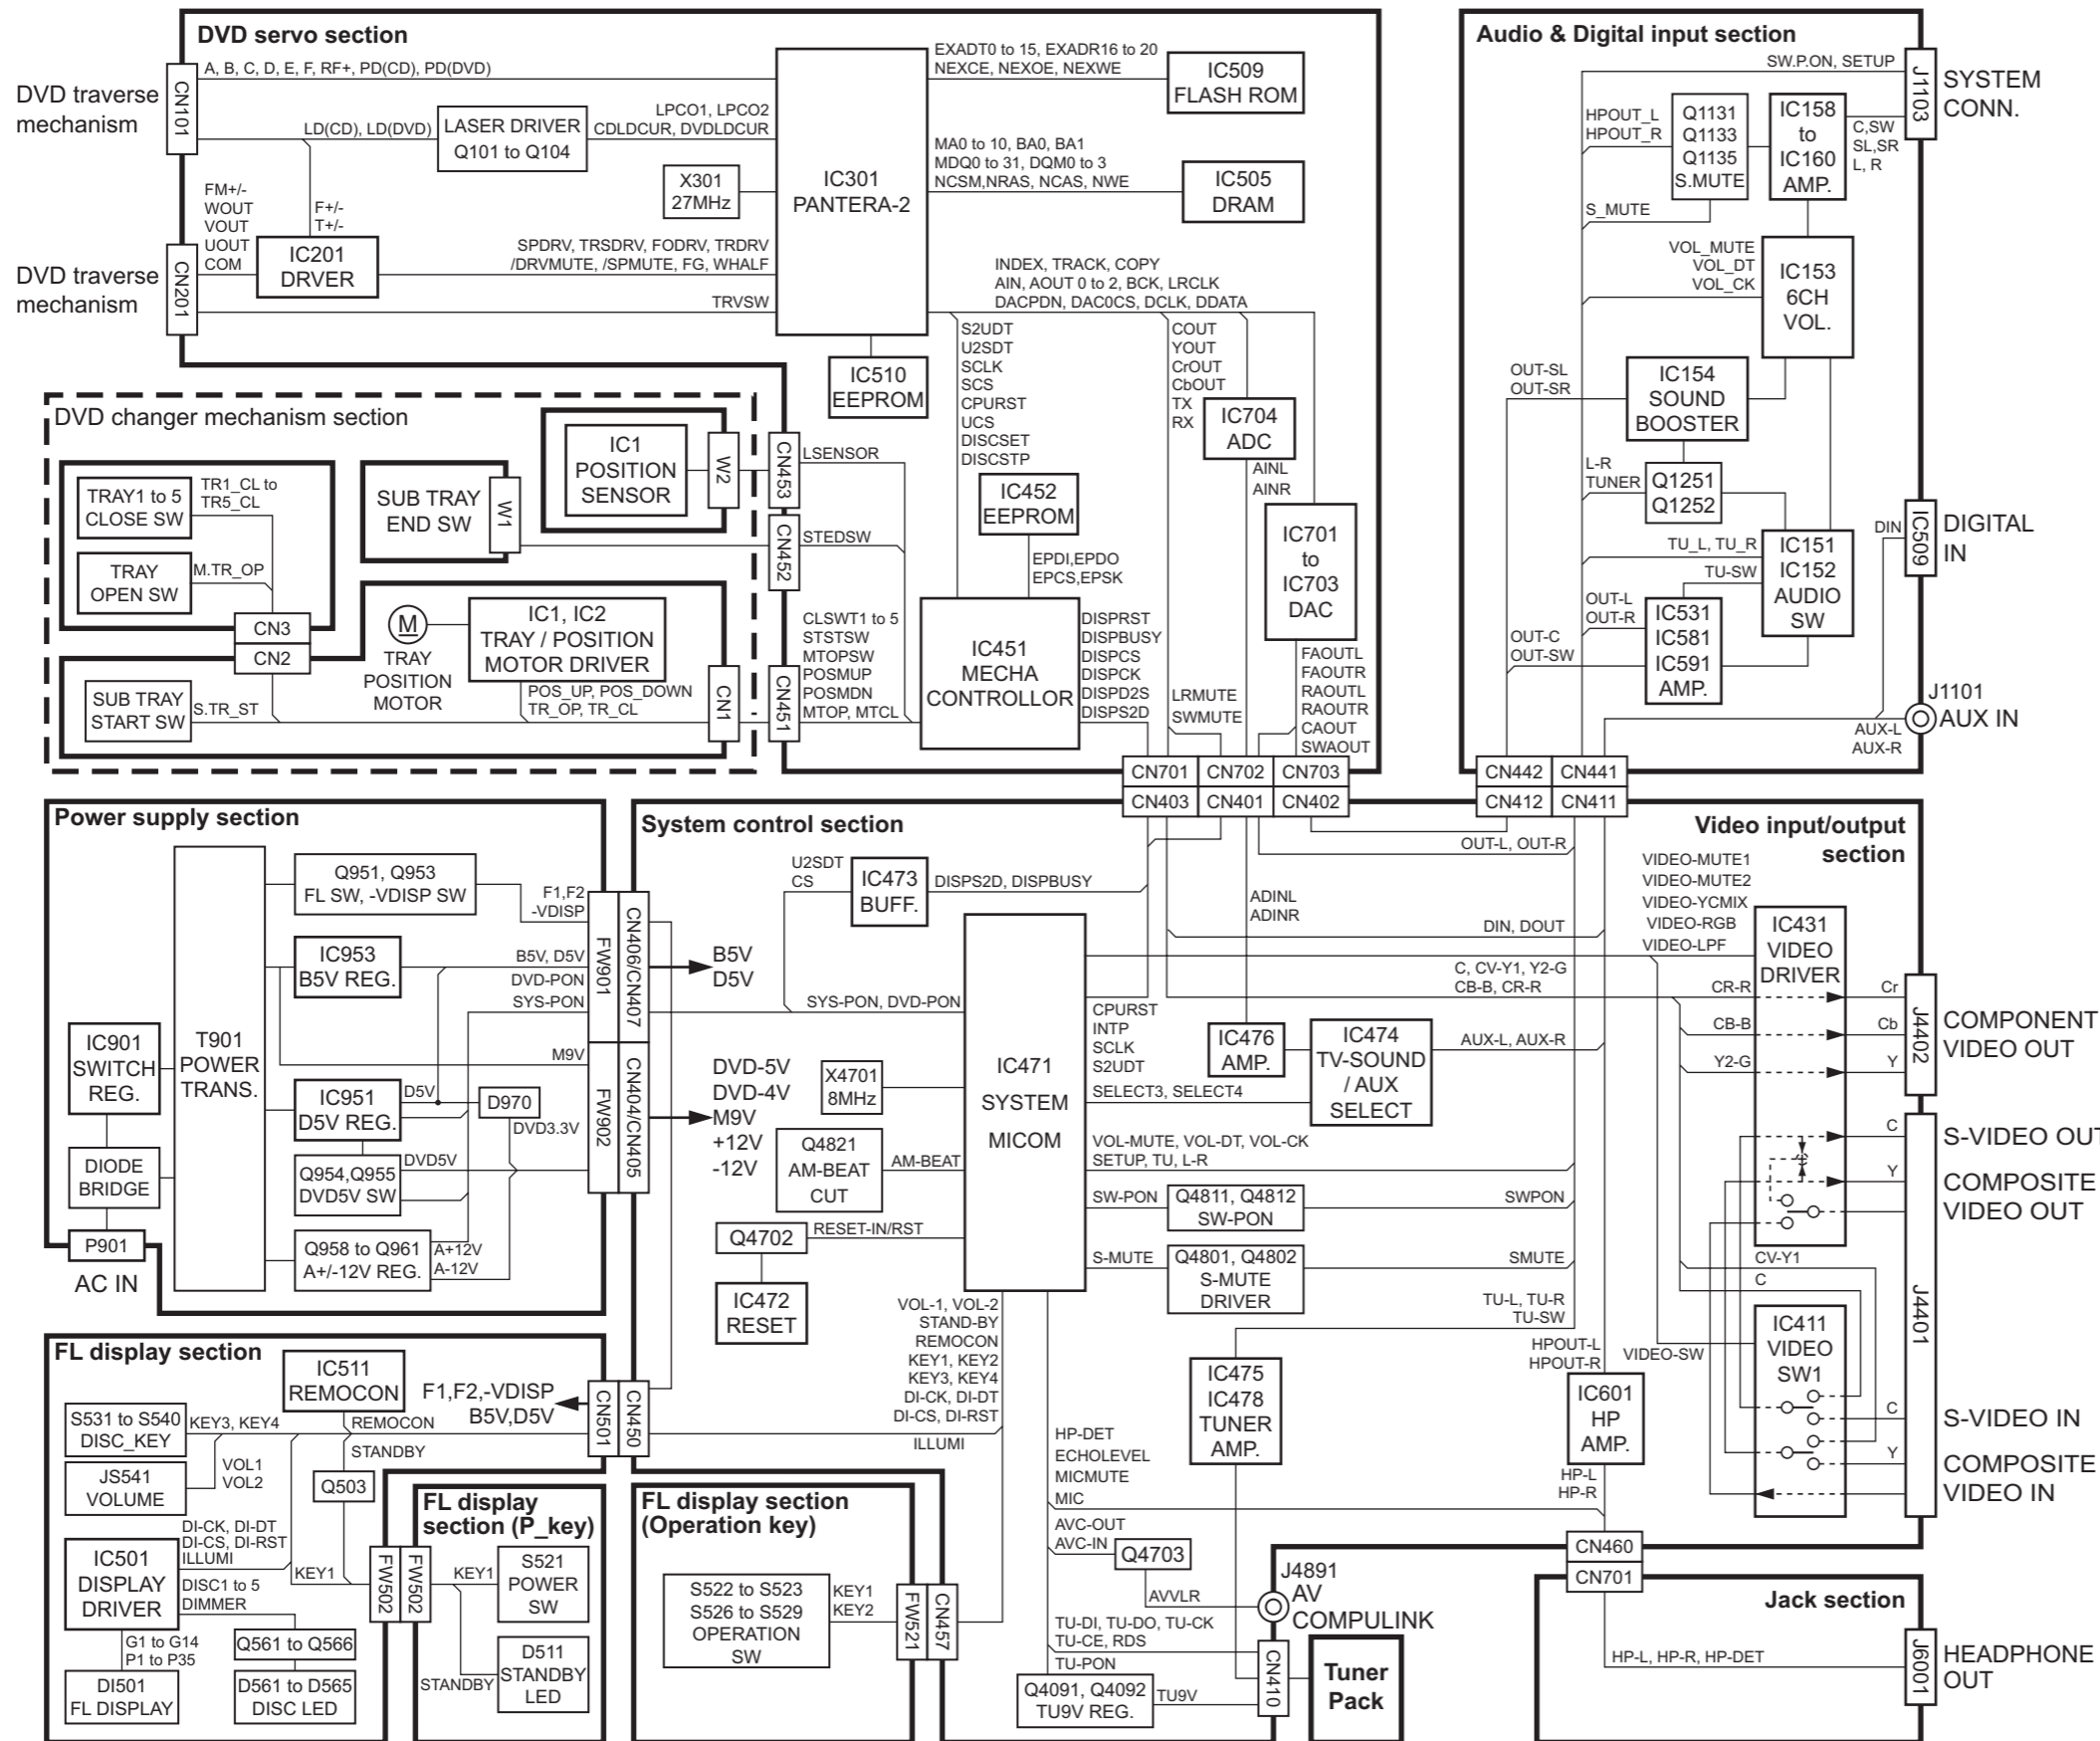 DVD servo section
DVD traverse
mechanism
CN101
A, B, C, D, E, F, RF+, PD(CD), PD(DVD)
LD(CD), LD(DVD)
LASER DRIVER
Q101 to Q104
LPCO1, LPCO2
CDLDCUR, DVDLDCUR
X301
27MHz
FM+/-
WOUT
VOUT
UOUT
COM
F+/-
T+/-
IC201
DRVER
DVD traverse
mechanism
CN201
SPDRV, TRSDRV, FODRV, TRDRV
/DRVMUTE, /SPMUTE, FG, WHALF
TRVSW
IC301
PANTERA-2
EXADT0 to 15, EXADR16 to 20
NEXCE, NEXOE, NEXWE
IC509
FLASH ROM
MA0 to 10, BA0, BA1
MDQ0 to 31, DQM0 to 3
NCSM,NRAS, NCAS, NWE
IC505
DRAM
INDEX, TRACK, COPY
AIN, AOUT 0 to 2, BCK, LRCLK
DACPDN, DAC0CS, DCLK, DDATA
IC510
EEPROM
S2UDT
U2SDT
SCLK
SCS
CPURST
UCS
DISCSET
DISCSTP
COUT
YOUT
CrOUT
CbOUT
TX
RX
IC704
ADC
AINL
AINR
IC452
EEPROM
EPDI,EPDO
EPCS,EPSK
IC701
to
IC703
DAC
IC451
MECHA
CONTROLLOR
DISPRST
DISPBUSY
DISPCS
DISPCK
DISPD2S
DISPS2D
LRMUTE
SWMUTE
FAOUTL
FAOUTR
RAOUTL
RAOUTR
CAOUT
SWAOUT
CN701
CN702
CN703
CN453
LSENSOR
CN452
STEDSW
CLSWT1 to 5
STSTSW
MTOPSW
POSMUP
POSMDN
MTOP, MTCL
CN451
DVD changer mechanism section
IC1
POSITION
SENSOR
W2
TRAY1 to 5
CLOSE SW
TR1_CL to
TR5_CL
TRAY
OPEN SW
M.TR_OP
SUB TRAY
END SW
W1
CN3
CN2
M
TRAY
POSITION
MOTOR
IC1, IC2
TRAY / POSITION
MOTOR DRIVER
SUB TRAY
START SW
S.TR_ST
POS_UP, POS_DOWN
TR_OP, TR_CL
CN1
Audio & Digital input section
SW.P.ON, SETUP
J1103
SYSTEM
CONN.
HPOUT_L
HPOUT_R
Q1131
Q1133
Q1135
S.MUTE
IC158
to
IC160
AMP.
C,SW
SL,SR
L, R
S_MUTE
VOL_MUTE
VOL_DT
VOL_CK
IC153
6CH
VOL.
OUT-SL
OUT-SR
IC154
SOUND
BOOSTER
L-R
TUNER
Q1251
Q1252
TU_L, TU_R
TU-SW
IC151
IC152
AUDIO
SW
OUT-L
OUT-R
IC531
IC581
IC591
AMP.
OUT-C
OUT-SW
DIN
IC509
DIGITAL
IN
J1101
AUX IN
AUX-L
AUX-R
CN442
CN441
Power supply section
Q951, Q953
FL SW, -VDISP SW
F1,F2
-VDISP
IC953
B5V REG.
B5V, D5V
DVD-PON
SYS-PON
M9V
IC901
SWITCH
REG.
T901
POWER
TRANS.
IC951
D5V REG.
D5V
D970
DVD3.3V
DIODE
BRIDGE
Q954,Q955
DVD5V SW
DVD5V
P901
AC IN
Q958 to Q961
A+/-12V REG.
A+12V
A-12V
FW901
FW902
CN406/CN407
CN404/CN405
System control section
CN403
CN401
CN402
CN412
CN411
B5V
D5V
DVD-5V
DVD-4V
M9V
+12V
-12V
U2SDT
CS
IC473
BUFF.
DISPS2D, DISPBUSY
SYS-PON, DVD-PON
X4701
8MHz
Q4821
AM-BEAT
CUT
AM-BEAT
Q4702
RESET-IN/RST
IC472
RESET
IC471
SYSTEM
MICOM
OUT-L, OUT-R
ADINL
ADINR
DIN, DOUT
C, CV-Y1, Y2-G
CB-B, CR-R
CPURST
INTP
SCLK
S2UDT
IC476
AMP.
IC474
TV-SOUND
/ AUX
SELECT
AUX-L, AUX-R
SELECT3, SELECT4
VOL-MUTE, VOL-DT, VOL-CK
SETUP, TU, L-R
SW-PON
Q4811, Q4812
SW-PON
SWPON
S-MUTE
Q4801, Q4802
S-MUTE
DRIVER
SMUTE
TU-L, TU-R
TU-SW
VOL-1, VOL-2
STAND-BY
REMOCON
KEY1, KEY2
KEY3, KEY4
DI-CK, DI-DT
DI-CS, DI-RST
ILLUMI
HP-DET
ECHOLEVEL
MICMUTE
MIC
AVC-OUT
AVC-IN
Q4703
AVVLR
J4891
AV
COMPULINK
TU-DI, TU-DO, TU-CK
TU-CE, RDS
TU-PON
Q4091, Q4092
TU9V REG.
TU9V
CN410
Tuner
Pack
IC475
IC478
TUNER
AMP.
HPOUT-L
HPOUT-R
IC601
HP
AMP.
HP-L
HP-R
CN460
Video input/output
section
VIDEO-MUTE1
VIDEO-MUTE2
VIDEO-YCMIX
VIDEO-RGB
VIDEO-LPF
IC431
VIDEO
DRIVER
CR-R
CB-B
Y2-G
Cr
Cb
Y
J4402
COMPONENT
VIDEO OUT
C
S-VIDEO OUT
Y
COMPOSITE
VIDEO OUT
CV-Y1
C
J4401
VIDEO-SW
IC411
VIDEO
SW1
C
S-VIDEO IN
Y
COMPOSITE
VIDEO IN
FL display section
IC511
REMOCON
F1,F2,-VDISP
B5V,D5V
CN501
CN450
S531 to S540
DISC_KEY
KEY3, KEY4
REMOCON
STANDBY
JS541
VOLUME
VOL1
VOL2
Q503
DI-CK, DI-DT
DI-CS, DI-RST
ILLUMI
IC501
DISPLAY
DRIVER
KEY1
DISC1 to 5
DIMMER
G1 to G14
P1 to P35
Q561 to Q566
DI501
FL DISPLAY
D561 to D565
DISC LED
FW502
FW502
FL display
section (P_key)
KEY1
S521
POWER
SW
STANDBY
D511
STANDBY
LED
FL display section
(Operation key)
S522 to S523
S526 to S529
OPERATION
SW
KEY1
KEY2
FW521
CN457
CN701
Jack section
HP-L, HP-R, HP-DET
J6001
HEADPHONE
OUT